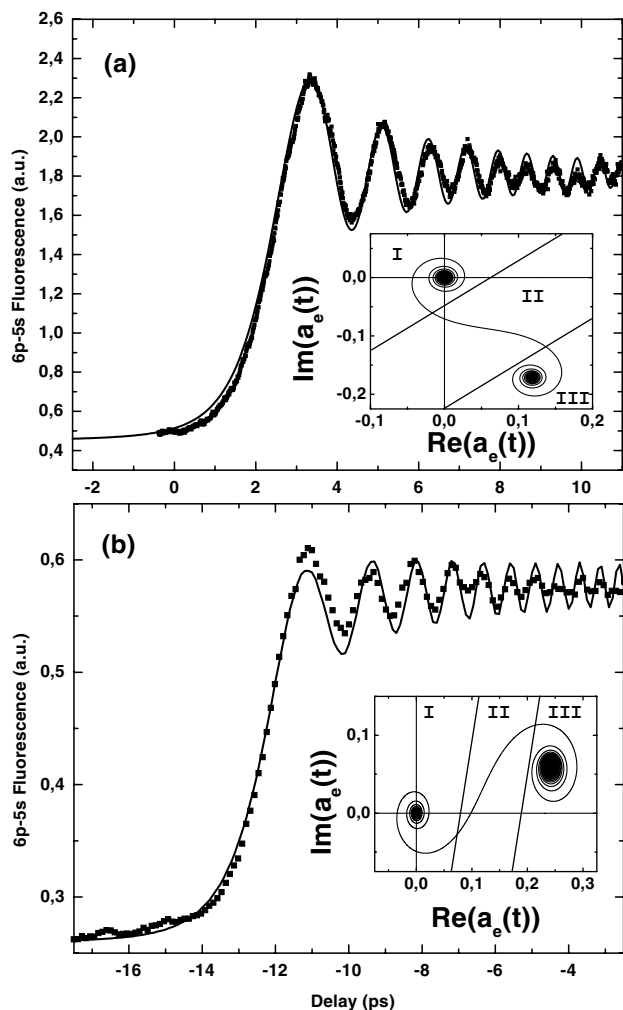 2,6
2,4
2,2
2,0
1,8
1,6
1,4
1,2
1,0
0,8
0,6
0,4
6p-5s Fluorescence (a.u.)
(a)
-2
0
2
4
6
8
10
I
II
III
0,0
-0,1
-0,2
Im(a_e(t))
-0,1
0,0
0,1
0,2
Re(a_e(t))
0,6
0,5
0,4
0,3
6p-5s Fluorescence (a.u.)
(b)
I
II
III
0,1
0,0
Im(a_e(t))
0,0
0,1
0,2
0,3
Re(a_e(t))
-16
-14
-12
-10
-8
-6
-4
Delay (ps)